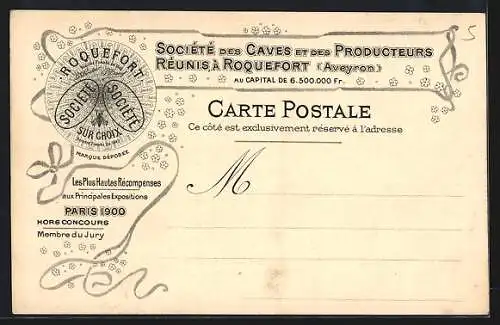 ROQUEFORT
SOCIÉTÉ
SOCIÉTÉ
SUR CHOIX
MARQUE DÉPOSÉE
SOCIÉTÉ DES CAVES ET DES PRODUCTEURS
RÉUNIS À ROQUEFORT (Aveyron)
AU CAPITAL DE 6.500.000 Fr.
CARTE POSTALE
Ce côté est exclusivement réservé à l'adresse
M
Les Plus Hautes Récompenses
aux Principales Expositions
PARIS 1900
HORS CONCOURS
Membre du Jury
5